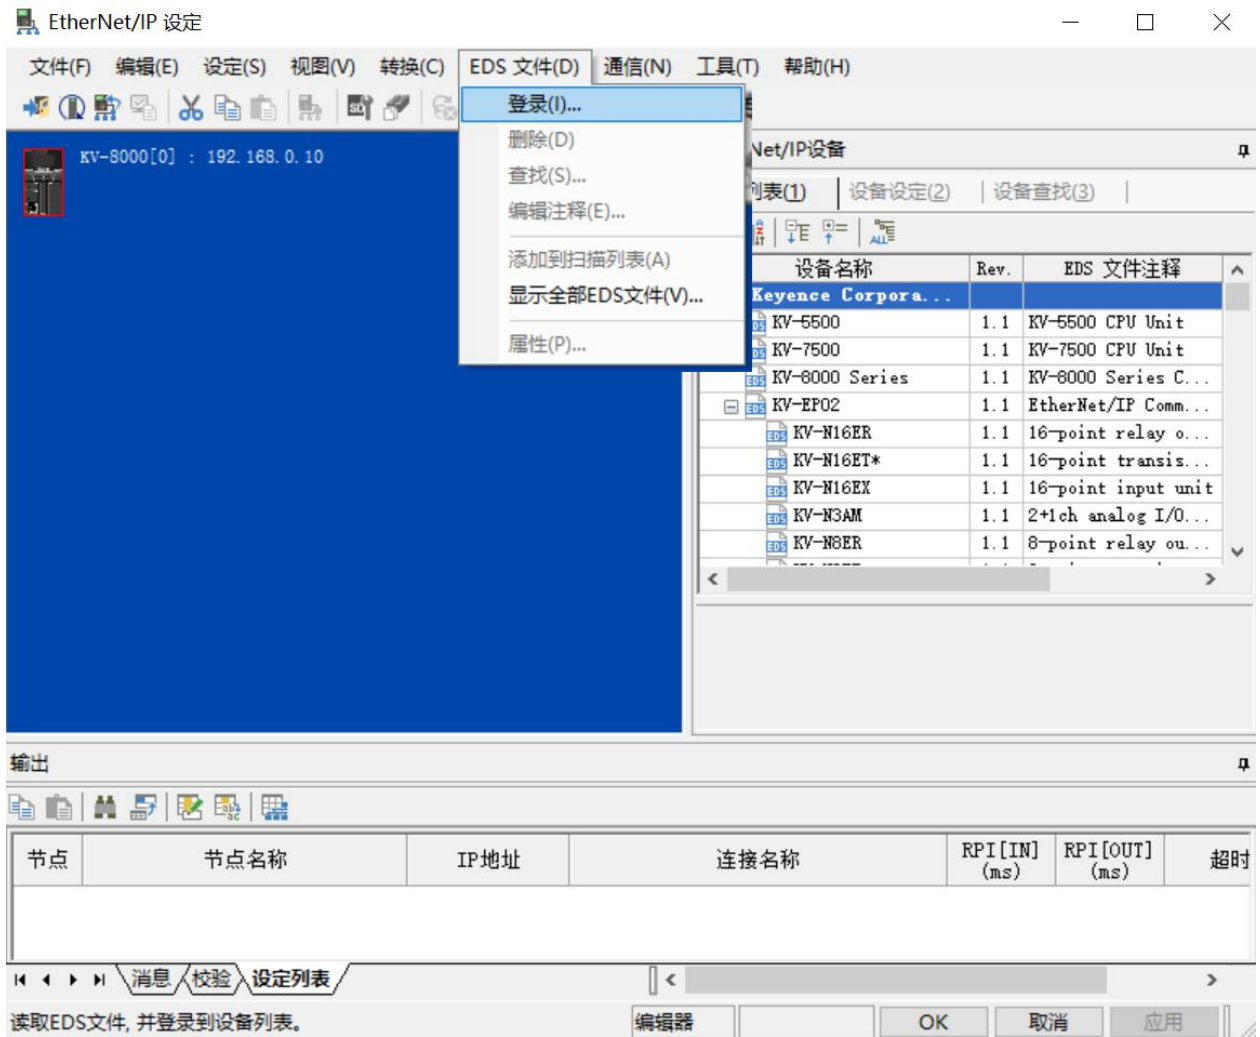 EtherNet/IP 设定
文件(F) 编辑(E) 设定(S) 视图(V) 转换(C) EDS 文件(D) 通信(N) 工具(T) 帮助(H)
登录(I)...
删除(D)
查找(S)...
编辑注释(E)...
添加到扫描列表(A)
显示全部EDS文件(V)...
属性(P)...
KV-8000[0] : 192.168.0.10
Net/IP设备
列表(1) 设备设定(2) 设备查找(3)
设备名称 Rev. EDS 文件注释
Keyence Corpora...
KV-5500 1.1 KV-5500 CPU Unit
KV-7500 1.1 KV-7500 CPU Unit
KV-8000 Series 1.1 KV-8000 Series C...
KV-EP02 1.1 EtherNet/IP Comm...
KV-N16ER 1.1 16-point relay o...
KV-N16ET* 1.1 16-point transis...
KV-N16EX 1.1 16-point input unit
KV-N3AM 1.1 2+1ch analog I/O...
KV-N8ER 1.1 8-point relay ou...
输出
节点 节点名称 IP地址 连接名称 RPI[IN] (ms) RPI[OUT] (ms) 超时
消息 校验 设定列表
读取EDS文件, 并登录到设备列表。 编辑器 OK 取消 应用